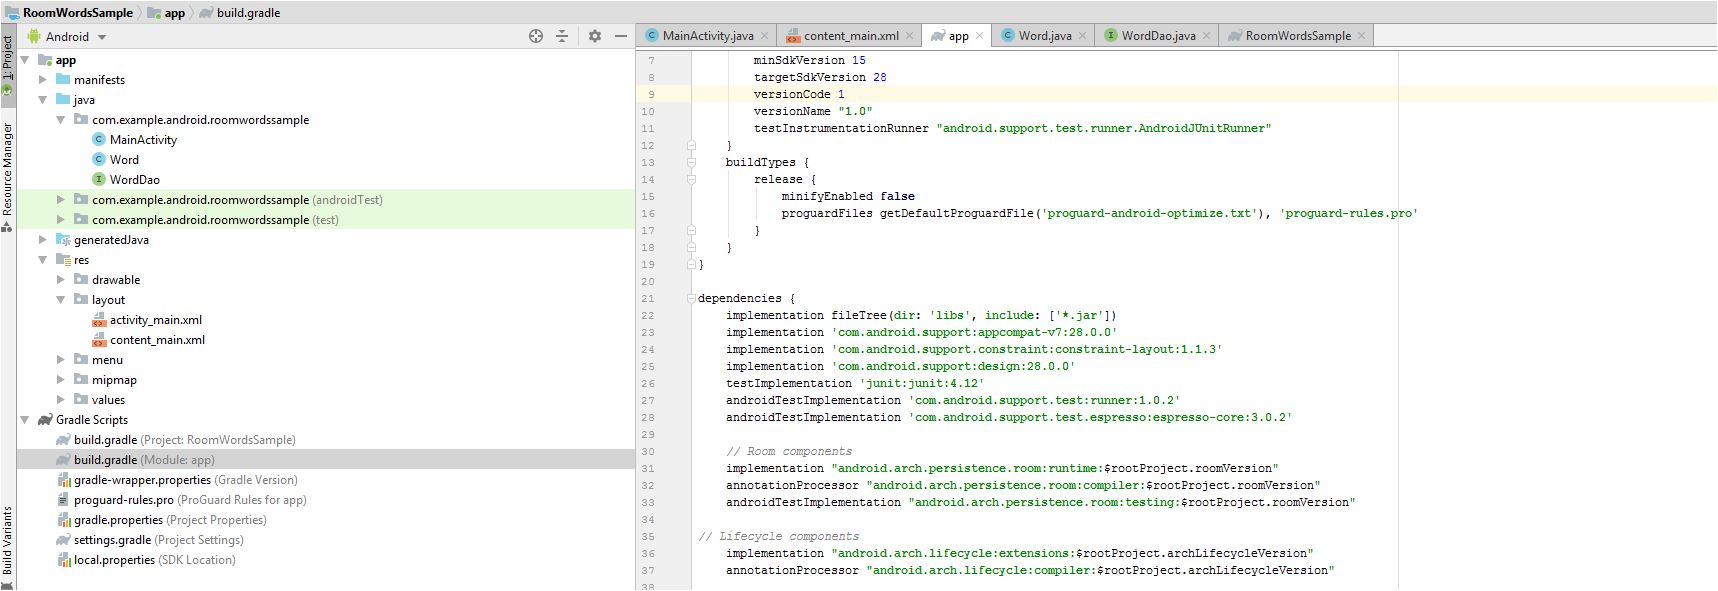 RoomWordsSample app build.gradle
1: Project
Resource Manager
Build Variants
Android
app
manifests
java
com.example.android.roomwordssample
MainActivity
Word
WordDao
com.example.android.roomwordssample (androidTest)
com.example.android.roomwordssample (test)
generatedJava
res
drawable
layout
activity_main.xml
content_main.xml
menu
mipmap
values
Gradle Scripts
build.gradle (Project: RoomWordsSample)
build.gradle (Module: app)
gradle-wrapper.properties (Gradle Version)
proguard-rules.pro (ProGuard Rules for app)
gradle.properties (Project Properties)
settings.gradle (Project Settings)
local.properties (SDK Location)
MainActivity.java content_main.xml app Word.java WordDao.java RoomWordsSample
7 minSdkVersion 15
8 targetSdkVersion 28
9 versionCode 1
10 versionName "1.0"
11 testInstrumentationRunner "android.support.test.runner.AndroidJUnitRunner"
12 }
13 buildTypes {
14 release {
15 minifyEnabled false
16 proguardFiles getDefaultProguardFile('proguard-android-optimize.txt'), 'proguard-rules.pro'
17 }
18 }
19 }
20
21 dependencies {
22 implementation fileTree(dir: 'libs', include: ['*.jar'])
23 implementation 'com.android.support:appcompat-v7:28.0.0'
24 implementation 'com.android.support.constraint:constraint-layout:1.1.3'
25 implementation 'com.android.support:design:28.0.0'
26 testImplementation 'junit:junit:4.12'
27 androidTestImplementation 'com.android.support.test:runner:1.0.2'
28 androidTestImplementation 'com.android.support.test.espresso:espresso-core:3.0.2'
29
30 // Room components
31 implementation "android.arch.persistence.room:runtime:$rootProject.roomVersion"
32 annotationProcessor "android.arch.persistence.room:compiler:$rootProject.roomVersion"
33 androidTestImplementation "android.arch.persistence.room:testing:$rootProject.roomVersion"
34
35 // Lifecycle components
36 implementation "android.arch.lifecycle:extensions:$rootProject.archLifecycleVersion"
37 annotationProcessor "android.arch.lifecycle:compiler:$rootProject.archLifecycleVersion"
38